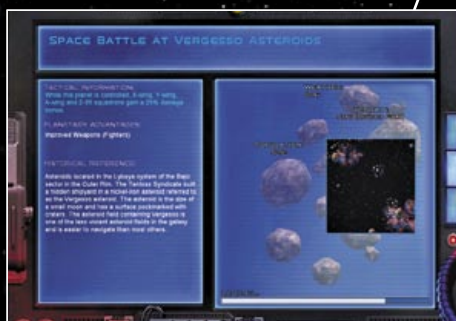 SPACE BATTLE AT VERGESSO ASTEROIDS
TACTICAL INFORMATION:
While this planet is controlled, X-wing, Y-wing,
A-wing and Z-95 squadrons gain a 25% damage
bonus.
PLANETARY ADVANTAGE:
Improved Weapons (Fighters)
HISTORICAL REFERENCE:
Asteroids located in the Lybeya system of the Bajic
sector in the Outer Rim. The Tenloss Syndicate built
a hidden shipyard in a nickel-iron asteroid referred to
as the Vergesso asteroid. The asteroid is the size of
a small moon and has a surface pockmarked with
craters. The asteroid field containing Vergesso is
one of the less violent asteroid fields in the galaxy
and is easier to navigate than most others.